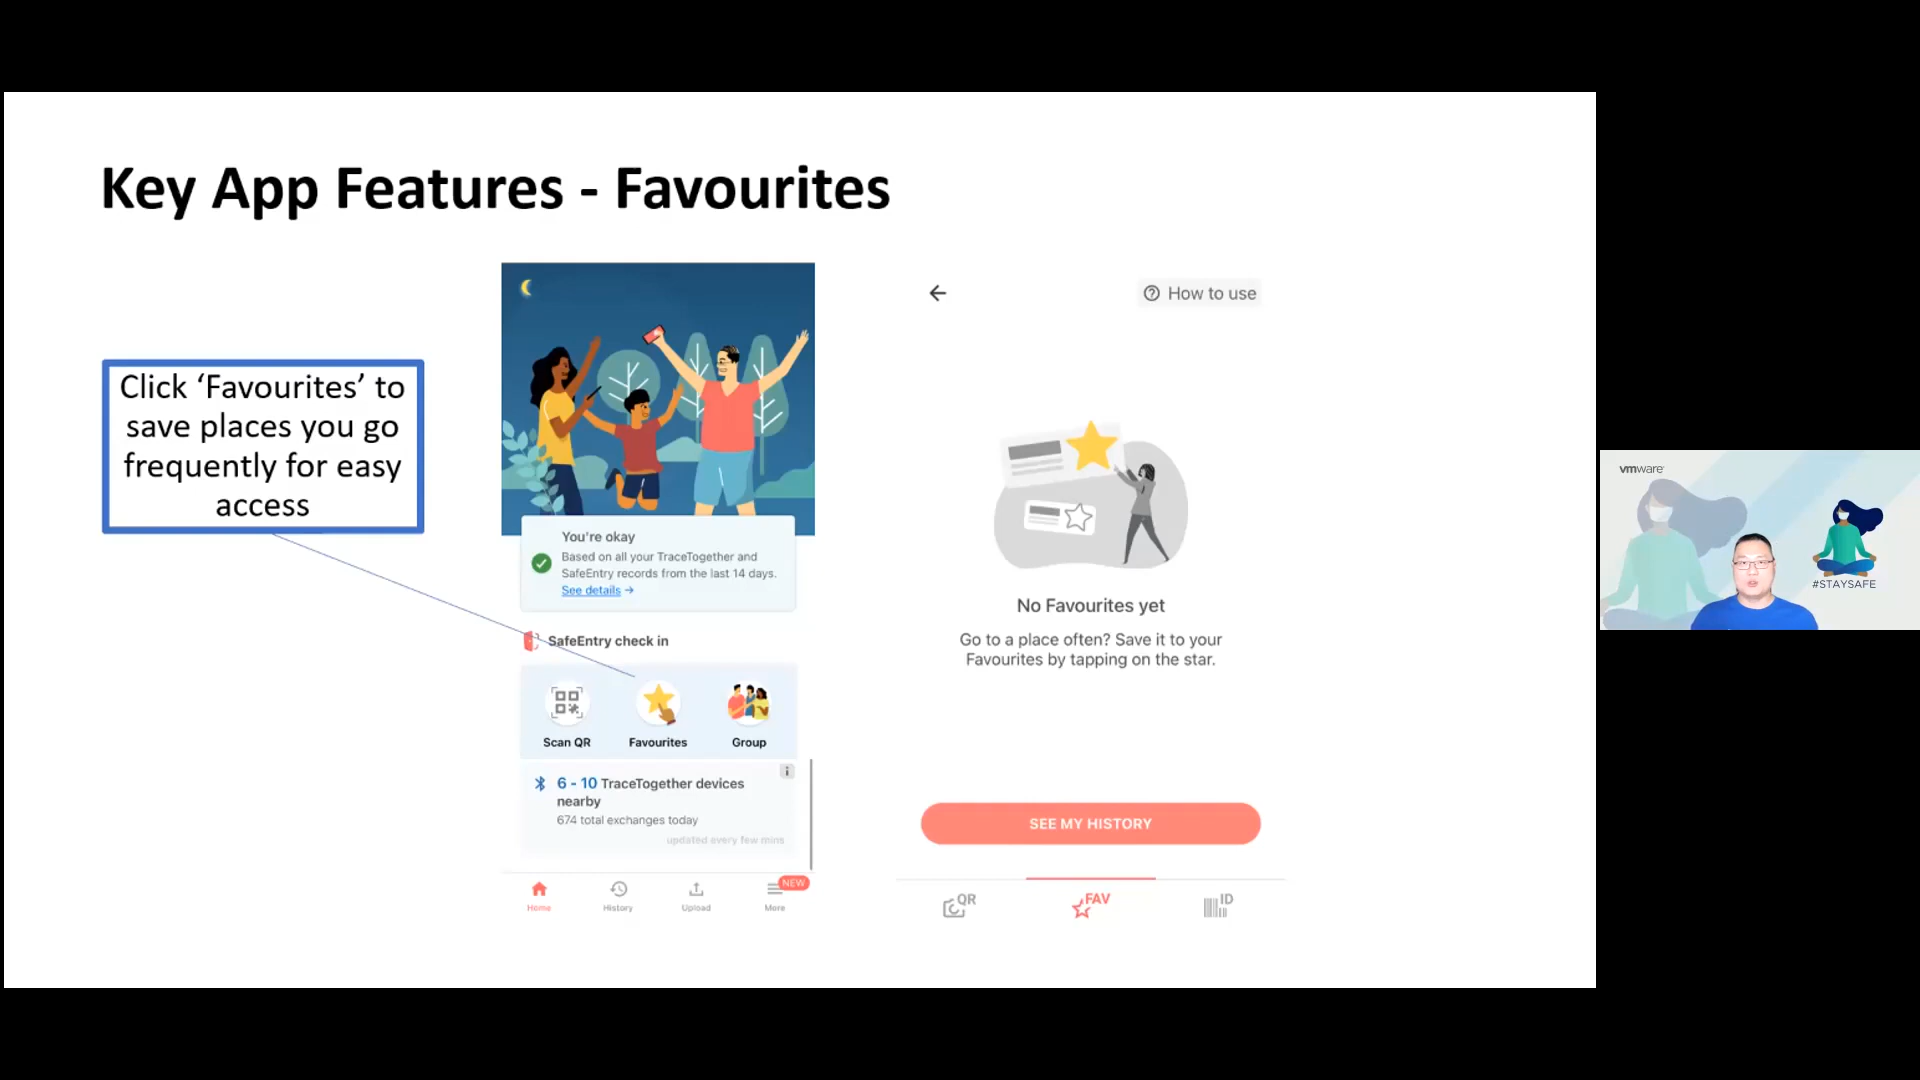 Key App Features - Favourites
Click ‘Favourites’ to
save places you go
frequently for easy
access
You're okay
Based on all your TraceTogether and
SafeEntry records from the last 14 days.
See details →
SafeEntry check in
Scan QR
Favourites
Group
6 - 10 TraceTogether devices
nearby
674 total exchanges today
updated every few mins
Home
History
Upload
NEW
More
How to use
No Favourites yet
Go to a place often? Save it to your
Favourites by tapping on the star.
SEE MY HISTORY
QR
FAV
ID
vmware
#STAYSAFE